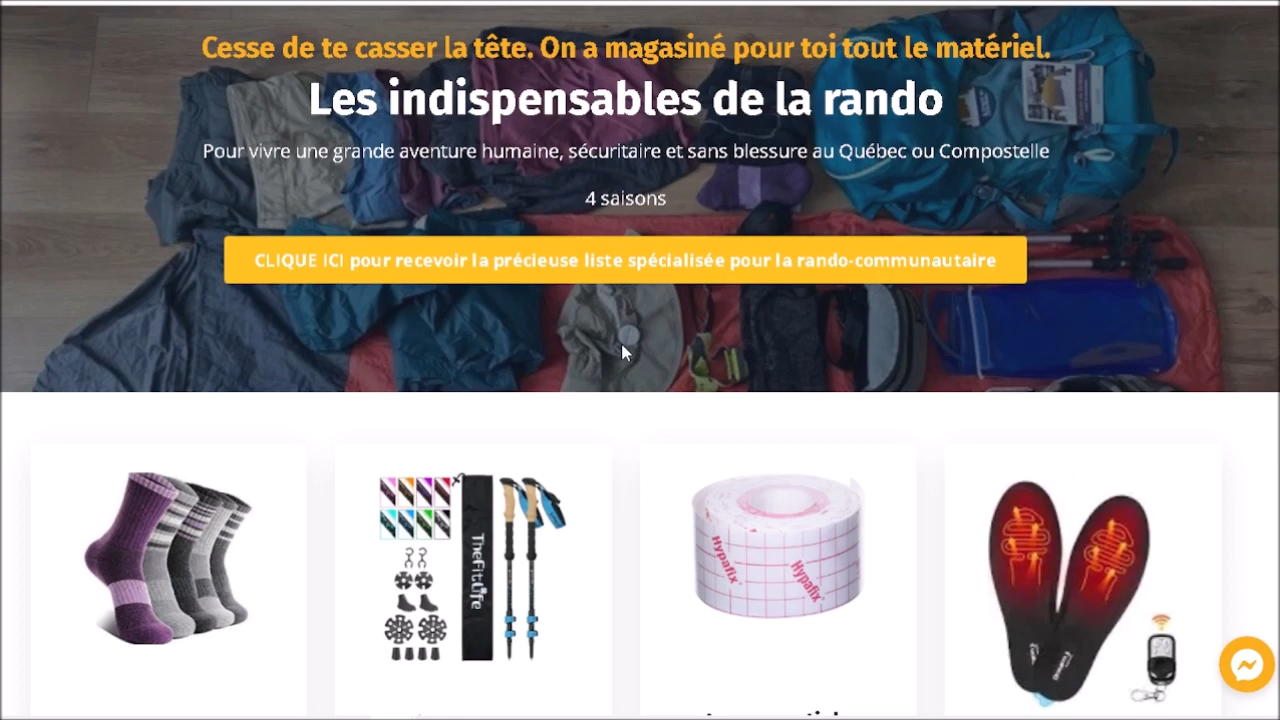 Cesse de te casser la tête. On a magasiné pour toi tout le matériel.
Les indispensables de la rando
Pour vivre une grande aventure humaine, sécuritaire et sans blessure au Québec ou Compostelle
4 saisons
CLIQUE ICI pour recevoir la précieuse liste spécialisée pour la rando-communautaire
TheFitLife
Hypafix
Hypafix